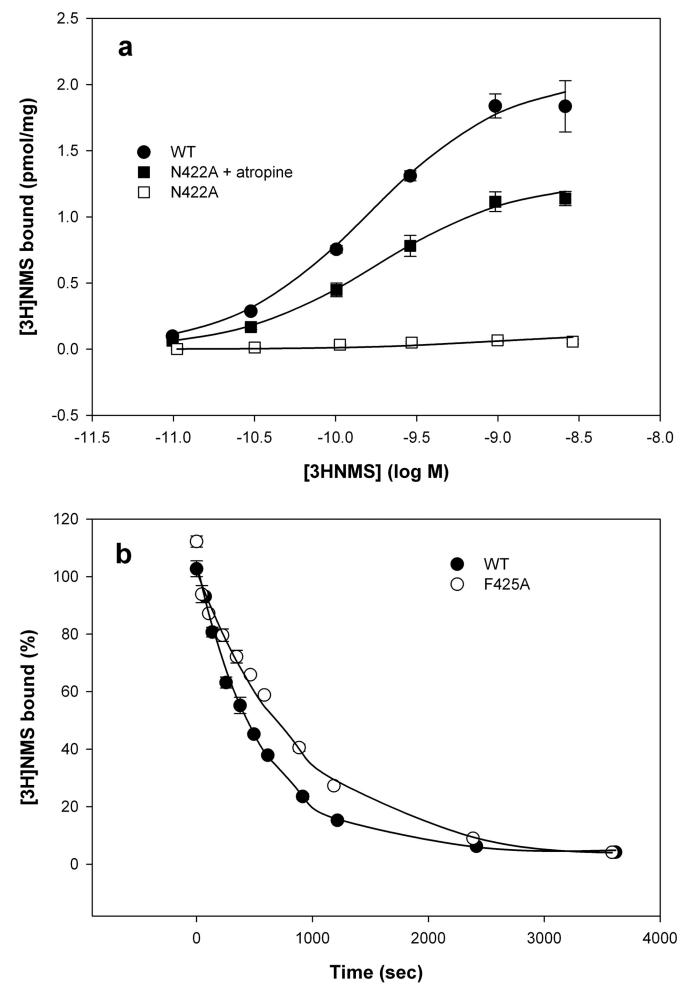 2.5
a
2.0
1.5
1.0
0.5
0.0
-0.5
[3H]NMS bound (pmol/mg)
WT
N422A + atropine
N422A
-11.5 -11.0 -10.5 -10.0 -9.5 -9.0 -8.5 -8.0
[3HNMS] (log M)
120
b
100
80
60
40
20
0
[3H]NMS bound (%)
WT
F425A
0 1000 2000 3000 4000
Time (sec)